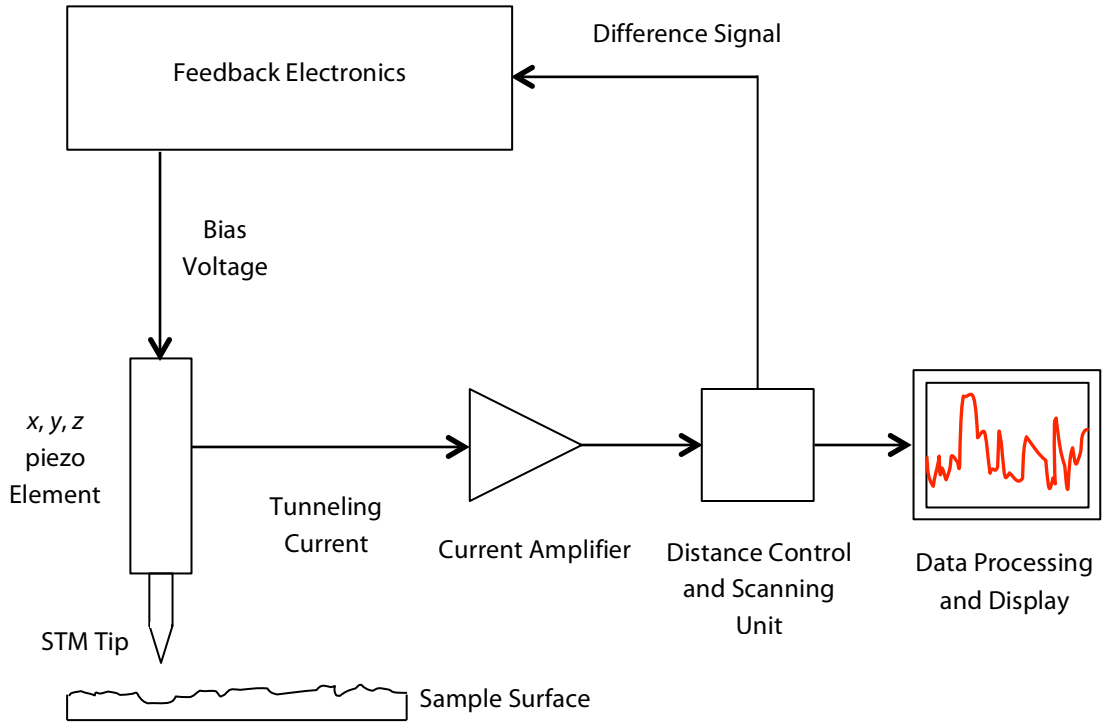 Difference Signal
Feedback Electronics
Bias
Voltage
x, y, z
piezo
Element
Tunneling
Current
Current Amplifier
Distance Control
and Scanning
Unit
Data Processing
and Display
STM Tip
Sample Surface